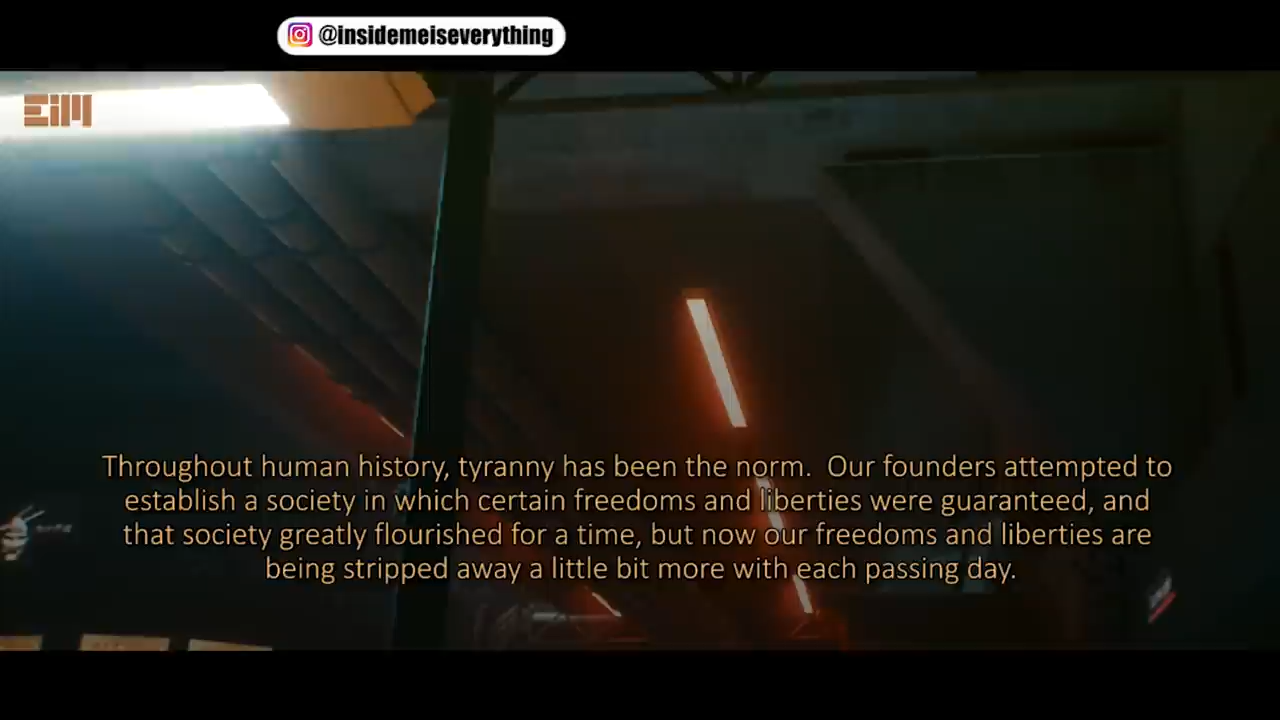 @insidemeiseverything
EiM
Throughout human history, tyranny has been the norm.  Our founders attempted to
establish a society in which certain freedoms and liberties were guaranteed, and
that society greatly flourished for a time, but now our freedoms and liberties are
being stripped away a little bit more with each passing day.